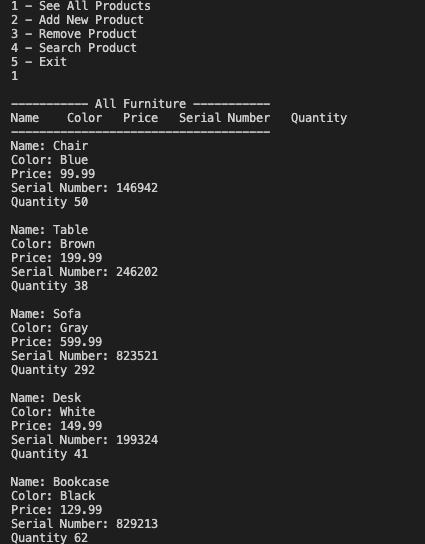 1 - See All Products
2 - Add New Product
3 - Remove Product
4 - Search Product
5 - Exit
1
----------- All Furniture -----------
Name    Color   Price   Serial Number   Quantity
-------------------------------------
Name: Chair
Color: Blue
Price: 99.99
Serial Number: 146942
Quantity 50
Name: Table
Color: Brown
Price: 199.99
Serial Number: 246202
Quantity 38
Name: Sofa
Color: Gray
Price: 599.99
Serial Number: 823521
Quantity 292
Name: Desk
Color: White
Price: 149.99
Serial Number: 199324
Quantity 41
Name: Bookcase
Color: Black
Price: 129.99
Serial Number: 829213
Quantity 62